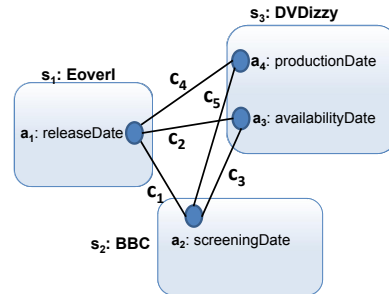 s₃: DVDizzy
s₁: Eoverl
c₄
a₄: productionDate
c₅
a₁: releaseDate
c₂
a₃: availabilityDate
c₁
c₃
s₂: BBC
a₂: screeningDate